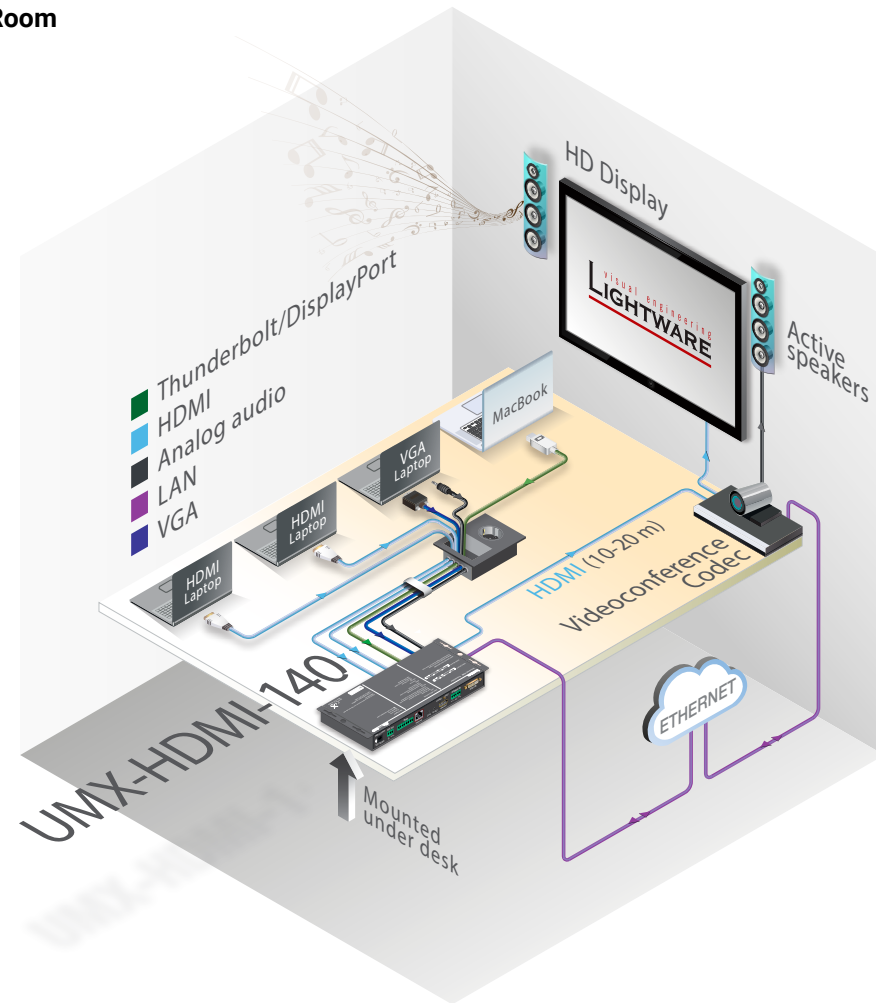 Room
HD Display
visual engineering
LIGHTWARE
Active
speakers
Thunderbolt/DisplayPort
HDMI
Analog audio
LAN
VGA
MacBook
VGA
Laptop
HDMI
Laptop
HDMI
Laptop
HDMI (10-20 m)
Videoconference
Codec
UMX-HDMI-140
ETHERNET
Mounted
under desk